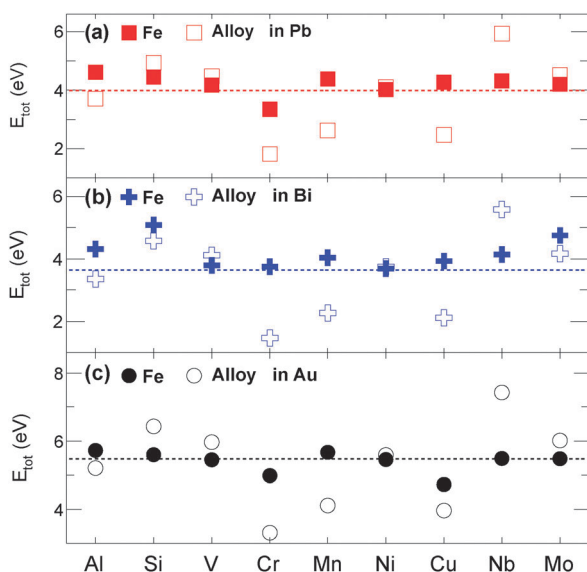 (a) Fe Alloy in Pb
6
4
2
E_tot (eV)
(b) Fe Alloy in Bi
6
4
2
E_tot (eV)
(c) Fe Alloy in Au
8
6
4
E_tot (eV)
Al Si V Cr Mn Ni Cu Nb Mo